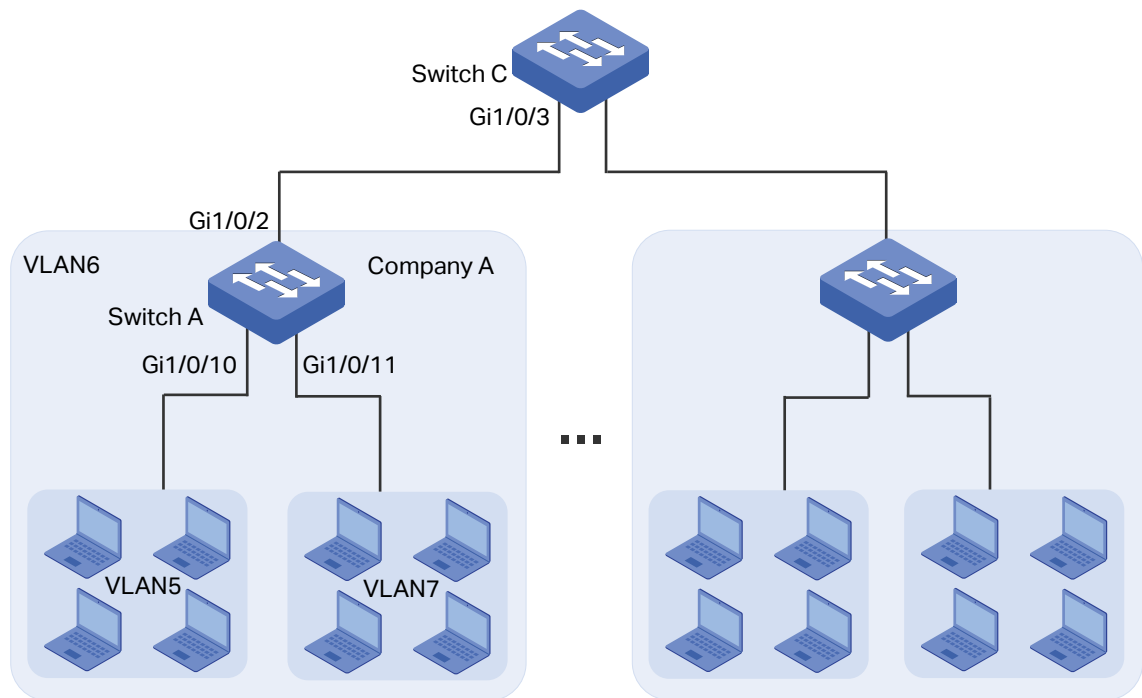 Switch C
Gi1/0/3
Gi1/0/2
VLAN6
Company A
Switch A
Gi1/0/10
Gi1/0/11
VLAN5
VLAN7